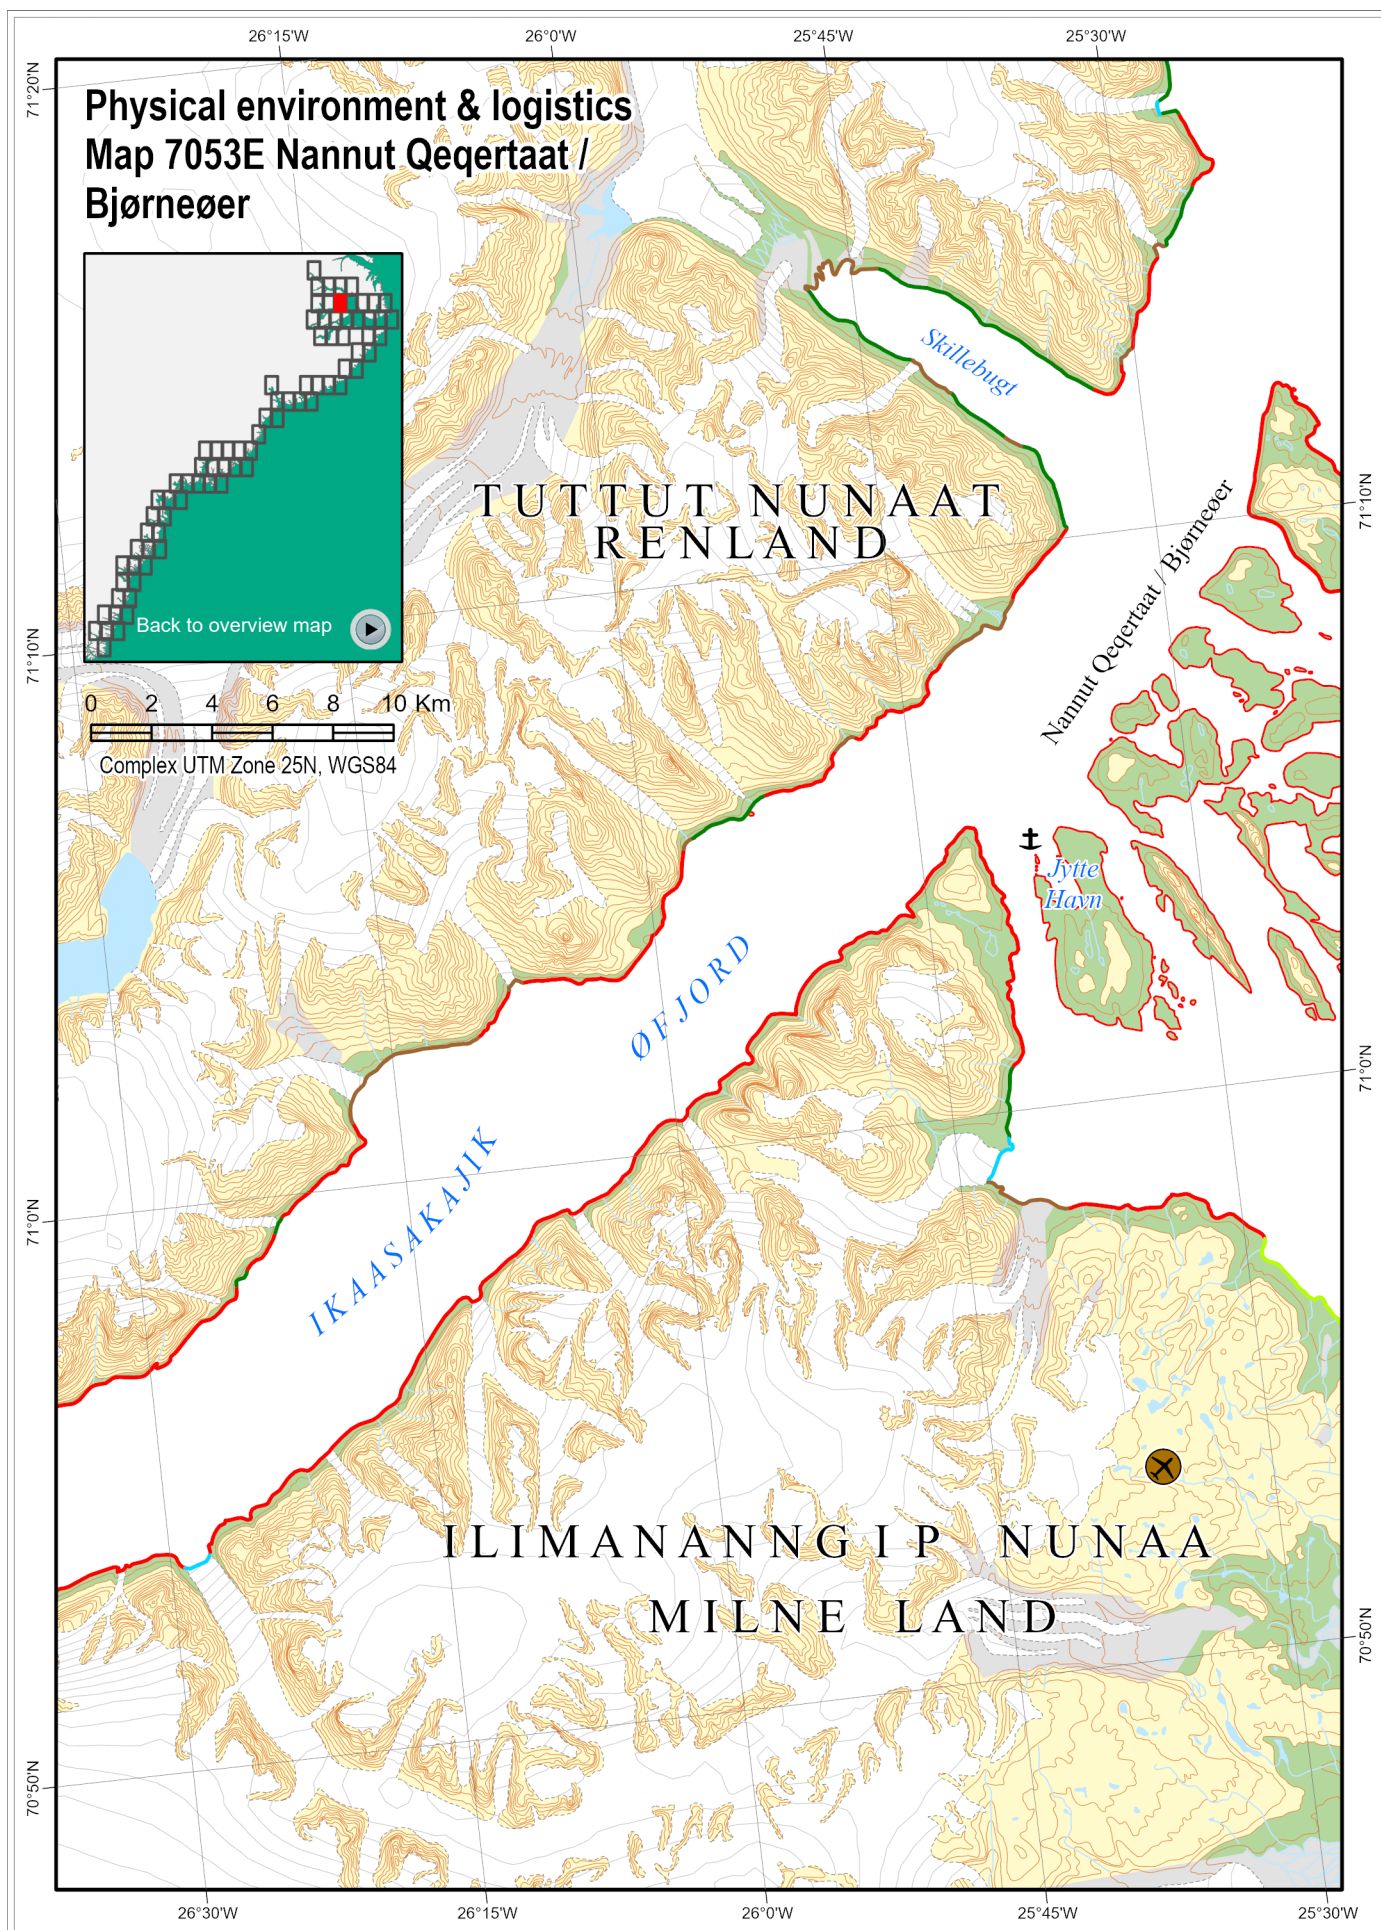 26°15'W
26°0'W
25°45'W
25°30'W
71°20'N
Physical environment & logistics
Map 7053E Nannut Qeqertaat /
Bjørneøer
Back to overview map
0 2 4 6 8 10 Km
Complex UTM Zone 25N, WGS84
Skillebugt
TUTTUT NUNAAT
RENLAND
71°10'N
Nannut Qeqertaat / Bjørneøer
71°10'N
Jytte
Havn
ØFJORD
IKAASAKAJIK
71°0'N
71°0'N
ILIMANANNGIP NUNAA
MILNE LAND
70°50'N
70°50'N
26°30'W
26°15'W
26°0'W
25°45'W
25°30'W